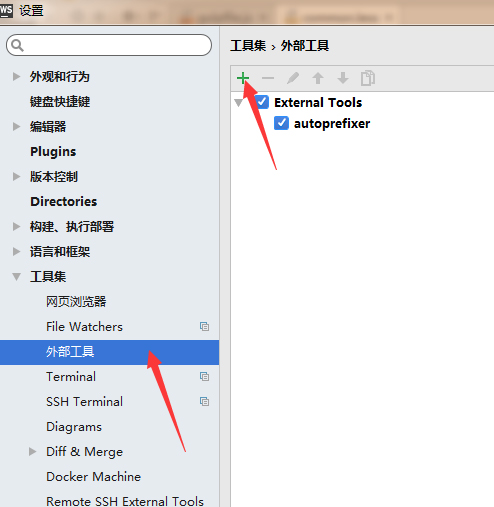 WS 设置
工具集 › 外部工具
外观和行为
键盘快捷键
编辑器
Plugins
版本控制
Directories
构建、执行部署
语言和框架
工具集
网页浏览器
File Watchers
外部工具
Terminal
SSH Terminal
Diagrams
Diff & Merge
Docker Machine
Remote SSH External Tools
External Tools
autoprefixer